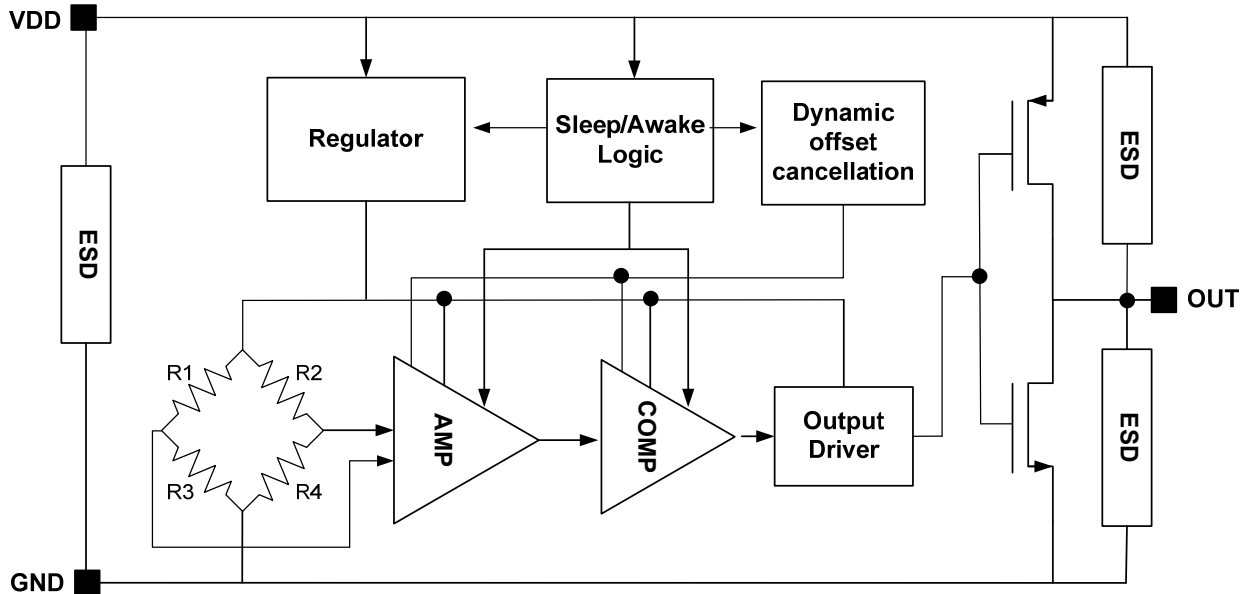 VDD
Regulator
Sleep/Awake
Logic
Dynamic
offset
cancellation
ESD
ESD
OUT
R1
R2
R3
R4
AMP
COMP
Output
Driver
ESD
GND